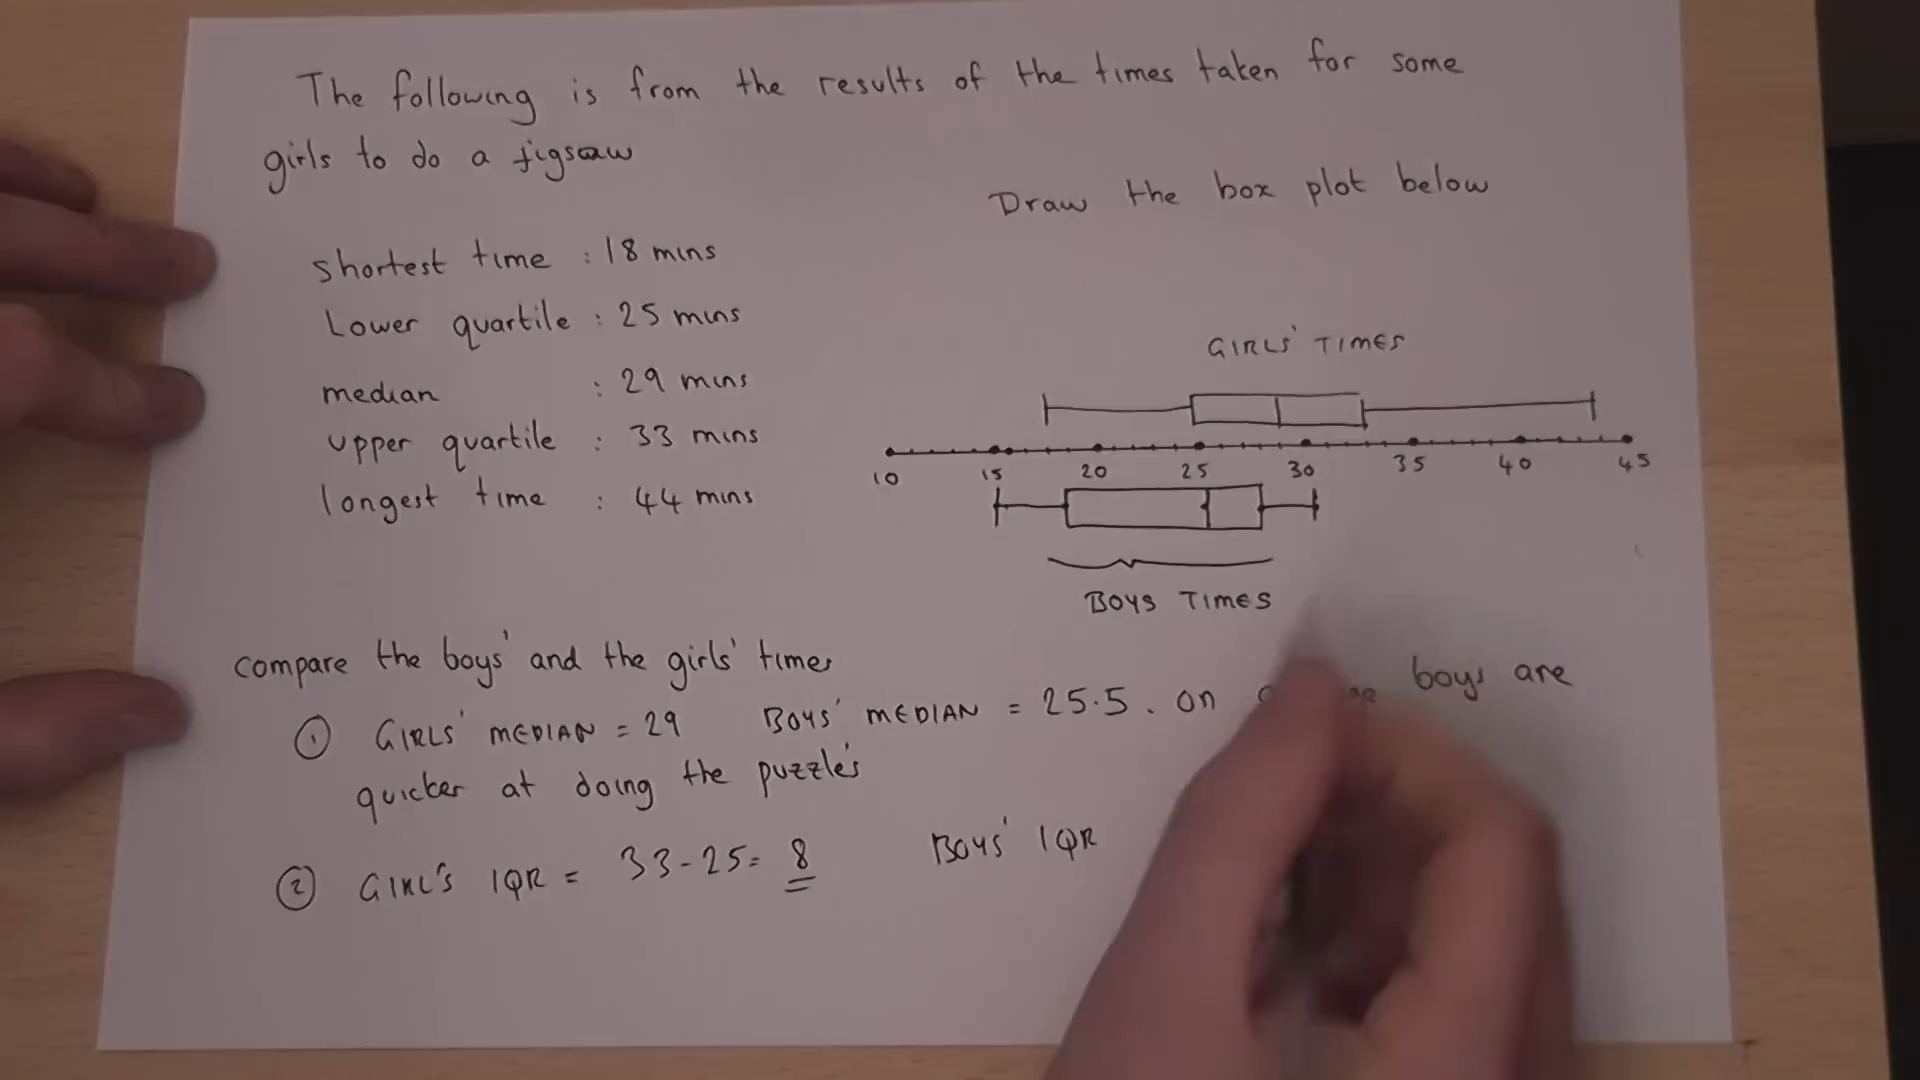 The following is from the results of the times taken for some
girls to do a jigsaw
Draw the box plot below
shortest time : 18 mins
Lower quartile : 25 mins
median : 29 mins
upper quartile : 33 mins
longest time : 44 mins
GIRLS' TIMES
10 15 20 25 30 35 40 45
BOYS TIMES
compare the boys' and the girls' times
① GIRLS' MEDIAN = 29 BOYS' MEDIAN = 25.5. on boys are
quicker at doing the puzzle's
② GIRL'S IQR = 33-25= 8 BOYS' IQR